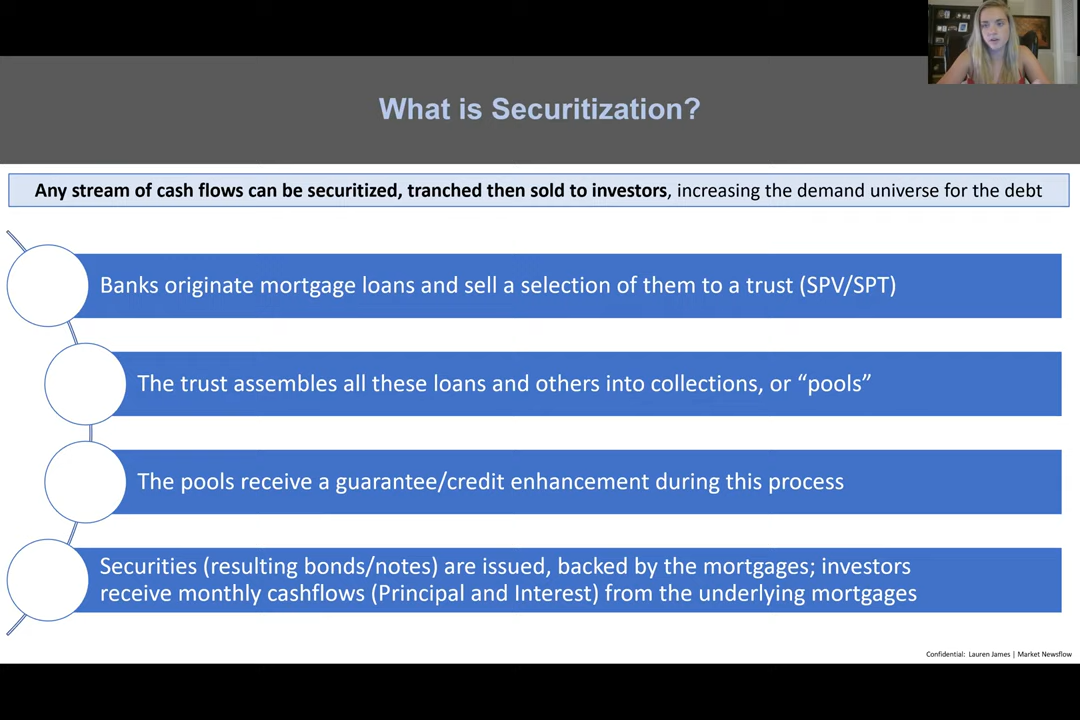 What is Securitization?
Any stream of cash flows can be securitized, tranched then sold to investors, increasing the demand universe for the debt
Banks originate mortgage loans and sell a selection of them to a trust (SPV/SPT)
The trust assembles all these loans and others into collections, or “pools”
The pools receive a guarantee/credit enhancement during this process
Securities (resulting bonds/notes) are issued, backed by the mortgages; investors
receive monthly cashflows (Principal and Interest) from the underlying mortgages
Confidential: Lauren James | Market Newsflow